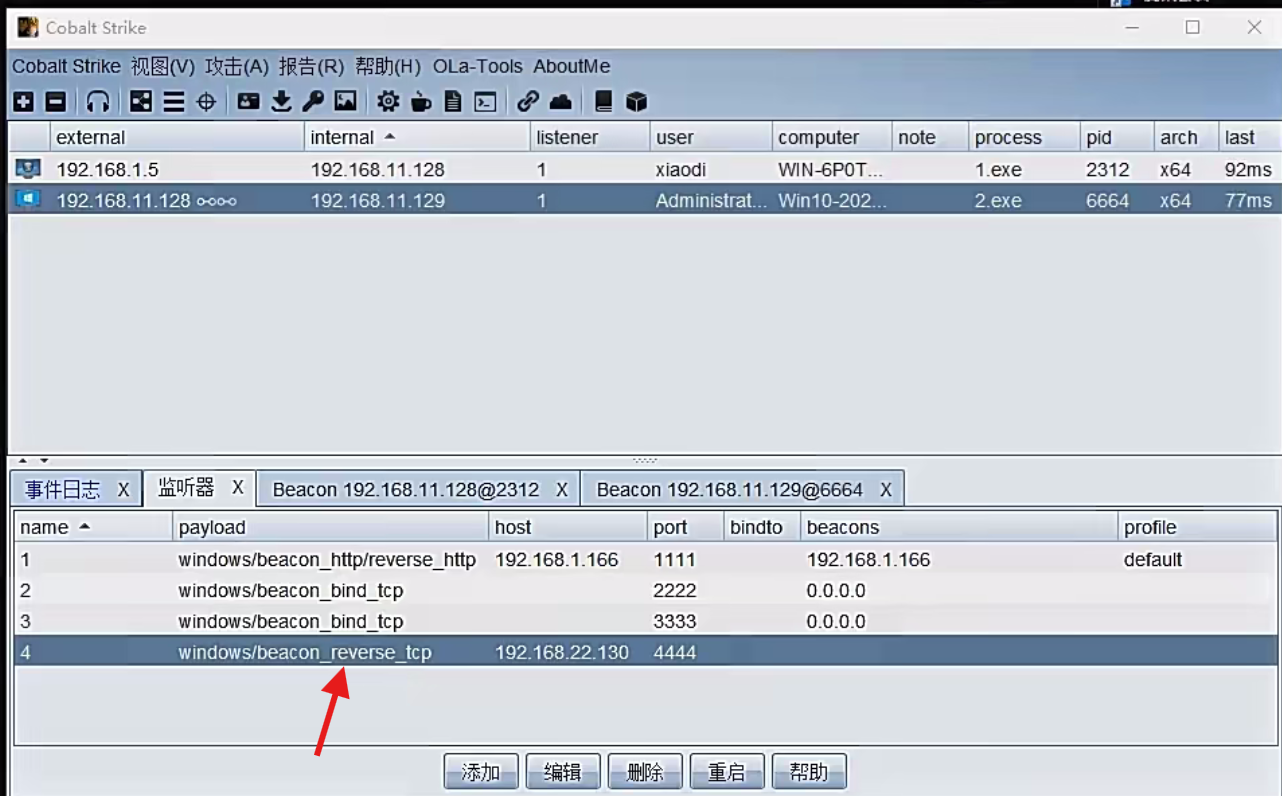 Cobalt Strike
Cobalt Strike 视图(V) 攻击(A) 报告(R) 帮助(H) OLa-Tools AboutMe
external internal listener user computer note process pid arch last
192.168.1.5 192.168.11.128 1 xiaodi WIN-6P0T... 1.exe 2312 x64 92ms
192.168.11.128 192.168.11.129 1 Administrat... Win10-202... 2.exe 6664 x64 77ms
事件日志 X 监听器 X Beacon 192.168.11.128@2312 X Beacon 192.168.11.129@6664 X
name payload host port bindto beacons profile
1 windows/beacon_http/reverse_http 192.168.1.166 1111 192.168.1.166 default
2 windows/beacon_bind_tcp 2222 0.0.0.0
3 windows/beacon_bind_tcp 3333 0.0.0.0
4 windows/beacon_reverse_tcp 192.168.22.130 4444
添加 编辑 删除 重启 帮助